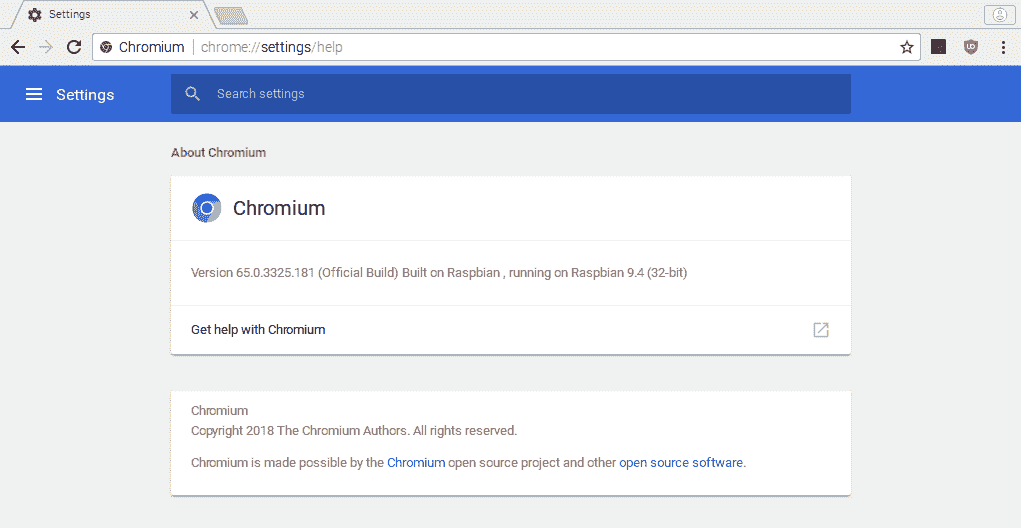 Settings
Chromium | chrome://settings/help
Settings
Search settings
About Chromium
Chromium
Version 65.0.3325.181 (Official Build) Built on Raspbian , running on Raspbian 9.4 (32-bit)
Get help with Chromium
Chromium
Copyright 2018 The Chromium Authors. All rights reserved.
Chromium is made possible by the Chromium open source project and other open source software.